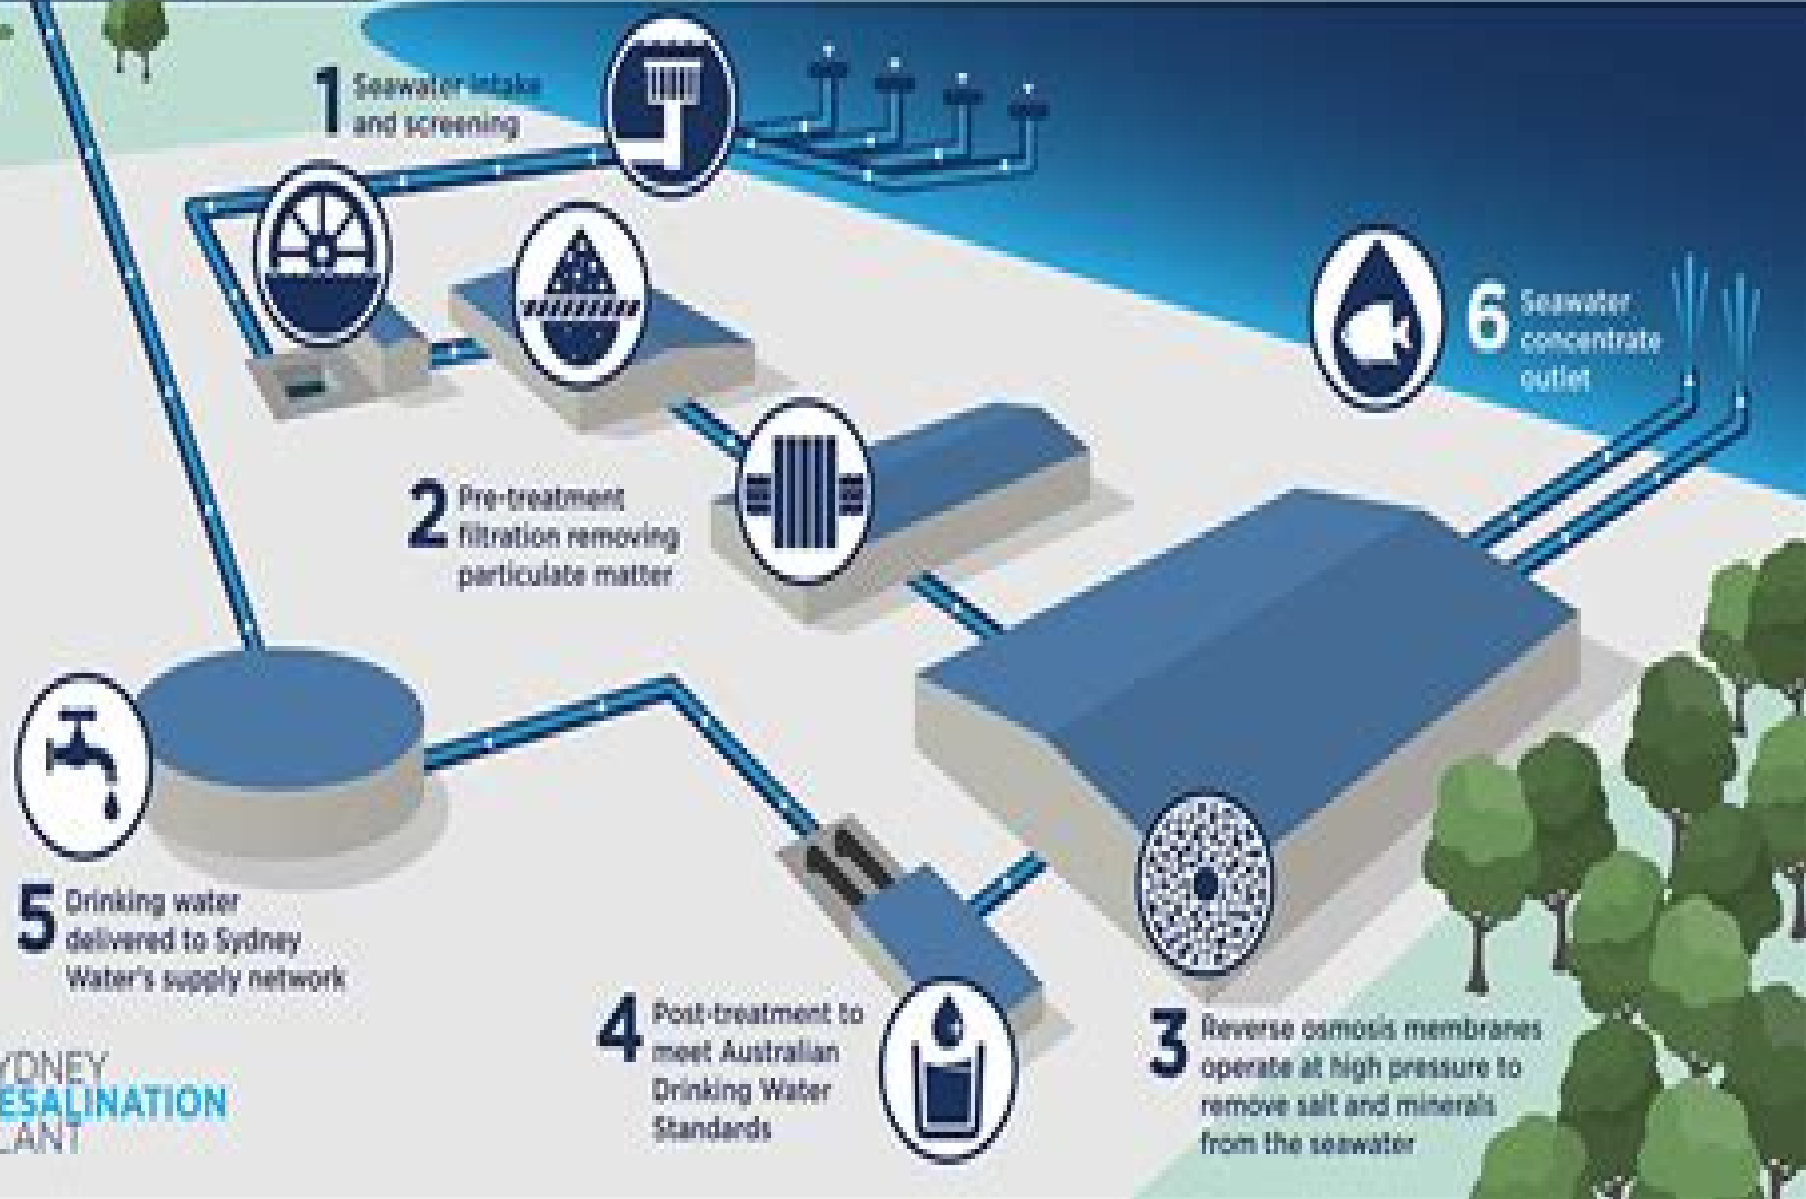 1 Seawater intake
and screening
2 Pre-treatment
filtration removing
particulate matter
3 Reverse osmosis membranes
operate at high pressure to
remove salt and minerals
from the seawater
4 Post-treatment to
meet Australian
Drinking Water
Standards
5 Drinking water
delivered to Sydney
Water's supply network
6 Seawater
concentrate
outlet
YDNEY
ESALINATION
LANT